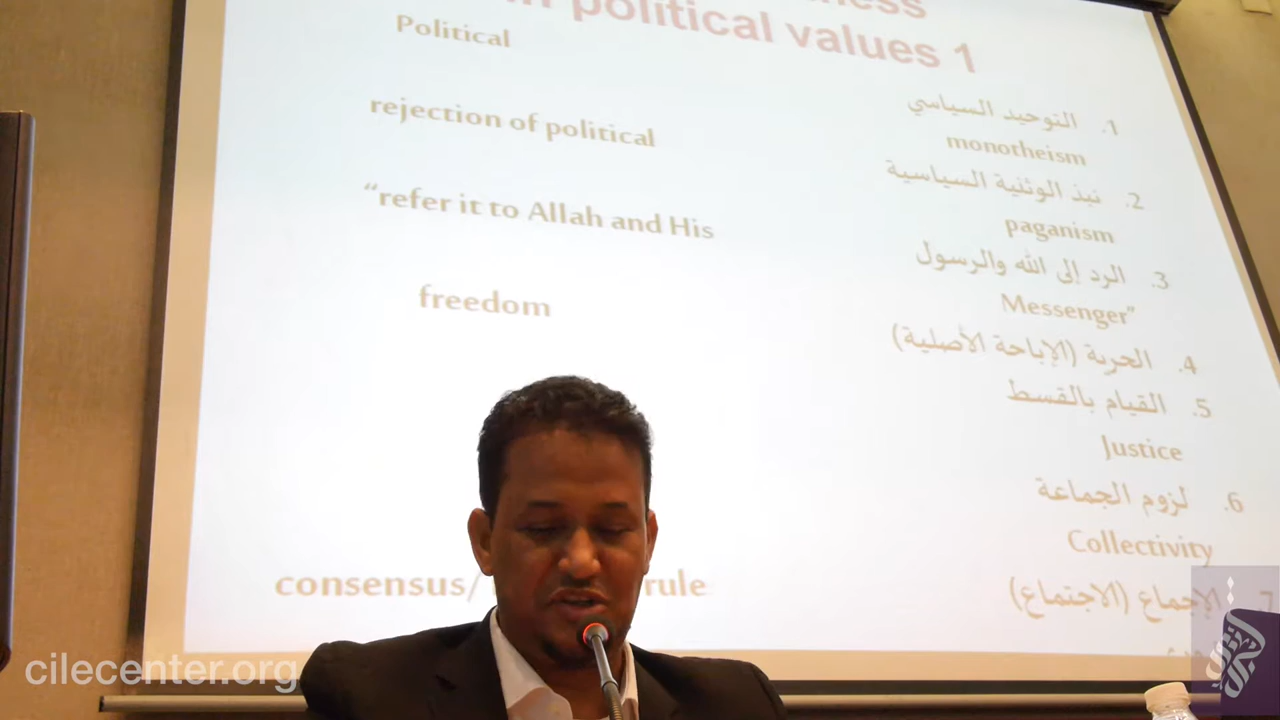 in political values 1
Political
1. التوحيد السياسي
monotheism
rejection of political
2. نبذ الوثنية السياسية
paganism
“refer it to Allah and His
3. الرد إلى الله والرسول
Messenger”
freedom
4. الحرية (الإباحة الأصلية)
5. القيام بالقسط
Justice
6. لزوم الجماعة
Collectivity
consensus/ rule
7. الإجماع (الاجتماع)
cilecenter.org